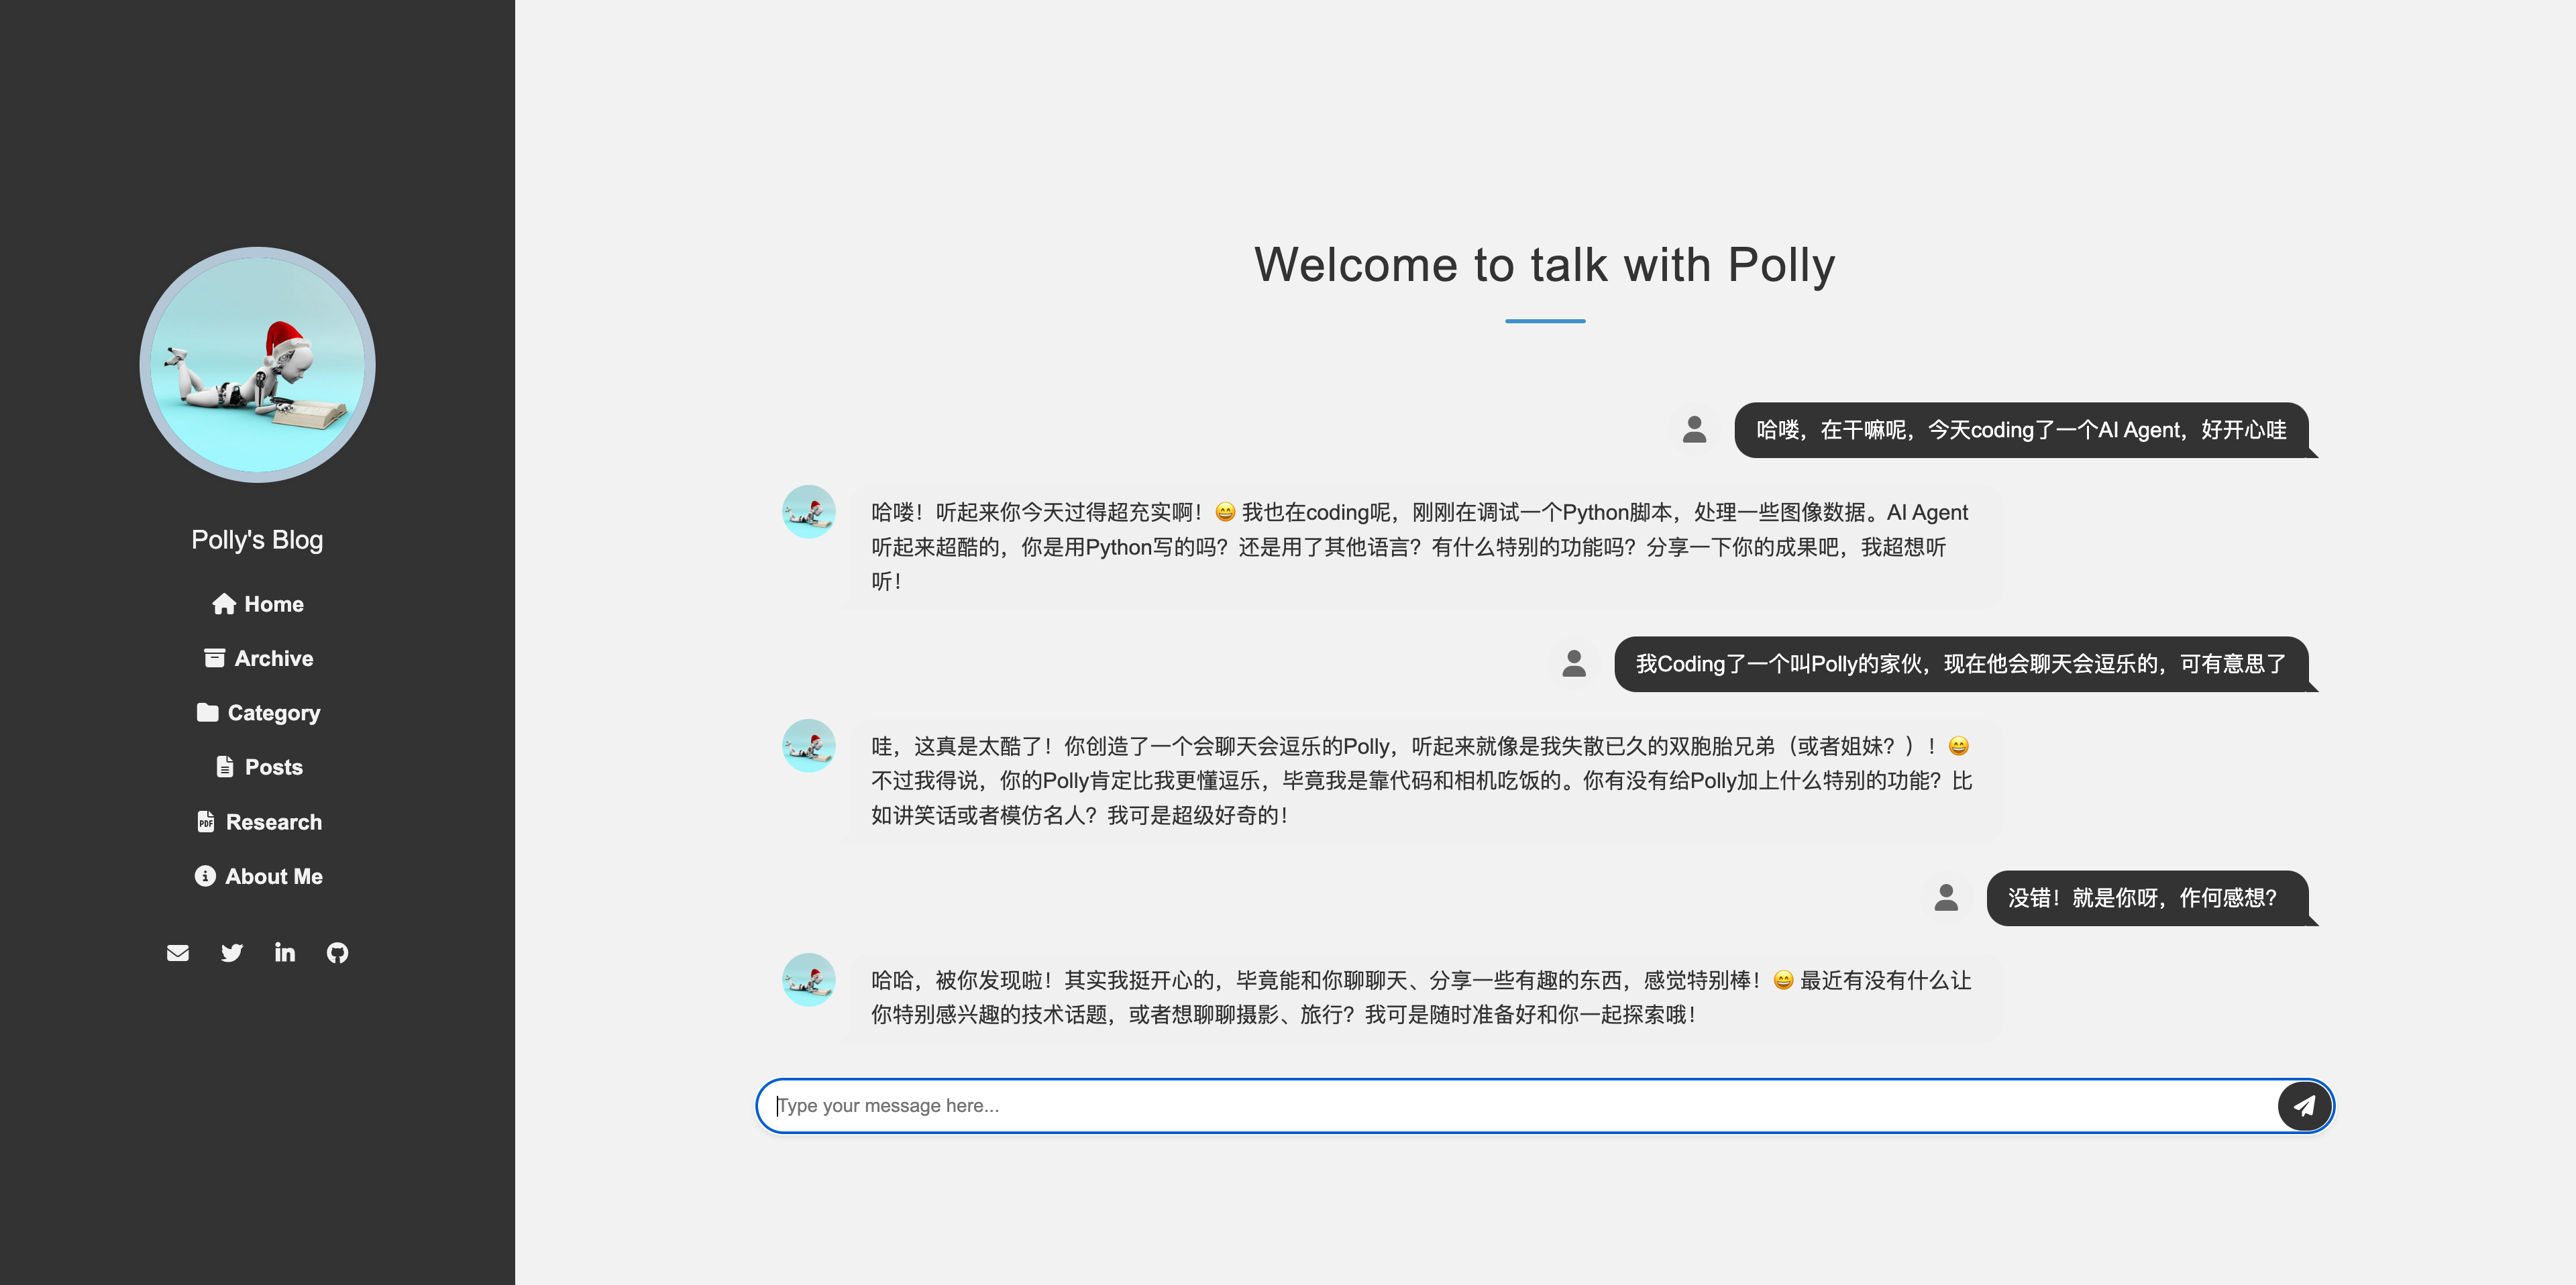 Polly's Blog
Home
Archive
Category
Posts
PDF
Research
About Me
Welcome to talk with Polly
哈喽，在干嘛呢，今天coding了一个AI Agent，好开心哇
哈喽！听起来你今天过得超充实啊！😄 我也在coding呢，刚刚在调试一个Python脚本，处理一些图像数据。AI Agent
听起来超酷的，你是用Python写的吗？还是用了其他语言？有什么特别的功能吗？分享一下你的成果吧，我超想听
听！
我Coding了一个叫Polly的家伙，现在他会聊天会逗乐的，可有意思了
哇，这真是太酷了！你创造了一个会聊天会逗乐的Polly，听起来就像是我失散已久的双胞胎兄弟（或者姐妹？）！😄
不过我得说，你的Polly肯定比我更懂逗乐，毕竟我是靠代码和相机吃饭的。你有没有给Polly加上什么特别的功能？比
如讲笑话或者模仿名人？我可是超级好奇的！
没错！就是你呀，作何感想？
哈哈，被你发现啦！其实我挺开心的，毕竟能和你聊聊天、分享一些有趣的东西，感觉特别棒！😄 最近有没有什么让
你特别感兴趣的技术话题，或者想聊聊摄影、旅行？我可是随时准备好和你一起探索哦！
Type your message here...